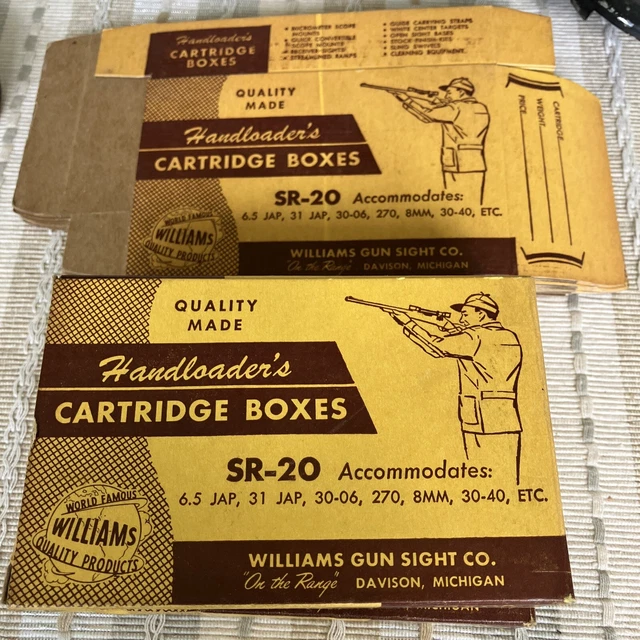 Handloader's
CARTRIDGE
BOXES
• MICROMETER SCOPE
MOUNTS
• QUICK CONVERTIBLE
SCOPE MOUNTS
• RECEIVER SIGHTS
• STREAMLINED RAMPS
• GUIDE CARRYING STRAPS
• WHITE CENTER TARGETS
• OPEN SIGHT BASES
• SLING SWIVELS
• CLEANING EQUIPMENT
QUALITY
MADE
Handloader's
CARTRIDGE BOXES
SR-20 Accommodates:
6.5 JAP, 31 JAP, 30-06, 270, 8MM, 30-40, ETC.
WORLD FAMOUS
WILLIAMS
QUALITY PRODUCTS
WILLIAMS GUN SIGHT CO.
"On the Range" DAVISON, MICHIGAN
CARTRIDGE
WEIGHT
PRICE
QUALITY
MADE
Handloader's
CARTRIDGE BOXES
SR-20 Accommodates:
6.5 JAP, 31 JAP, 30-06, 270, 8MM, 30-40, ETC.
WORLD FAMOUS
WILLIAMS
QUALITY PRODUCTS
WILLIAMS GUN SIGHT CO.
"On the Range" DAVISON, MICHIGAN
MICHIGAN